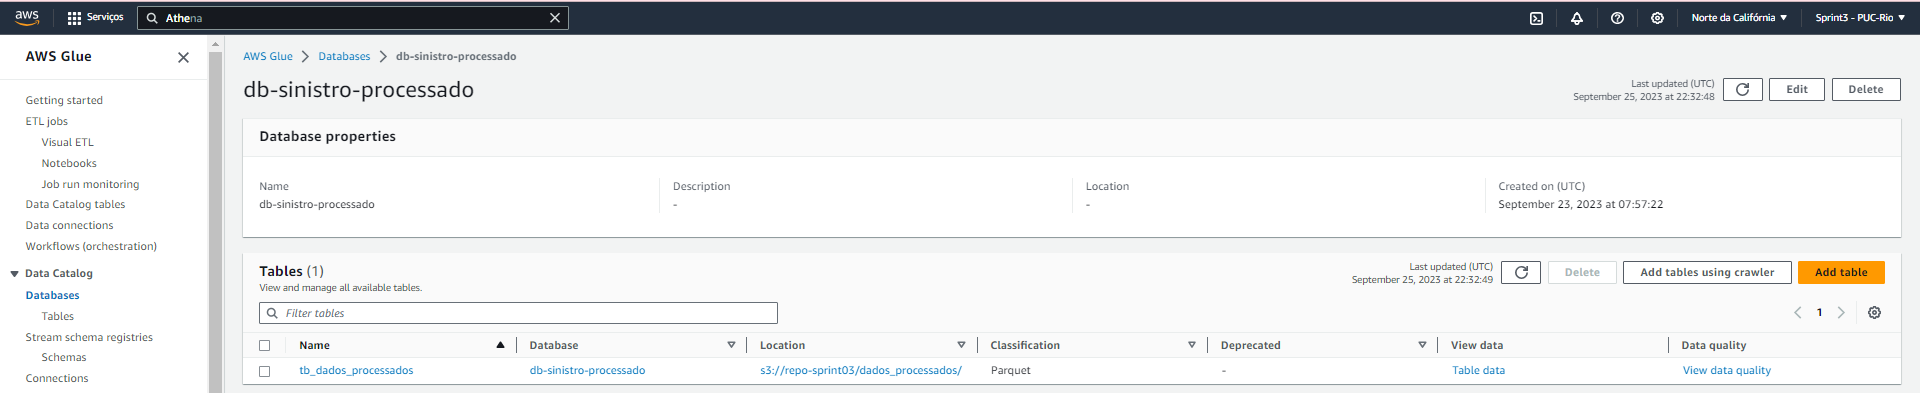 aws Serviços Athena Norte da Califórnia Sprint3 - PUC-Rio
AWS Glue
Getting started
ETL jobs
Visual ETL
Notebooks
Job run monitoring
Data Catalog tables
Data connections
Workflows (orchestration)
Data Catalog
Databases
Tables
Stream schema registries
Schemas
Connections
AWS Glue Databases db-sinistro-processado
db-sinistro-processado
Last updated (UTC)
September 25, 2023 at 22:32:48
Edit Delete
Database properties
Name Description Location Created on (UTC)
db-sinistro-processado - - September 23, 2023 at 07:57:22
Tables (1)
View and manage all available tables.
Last updated (UTC)
September 25, 2023 at 22:32:49
Delete Add tables using crawler Add table
Filter tables
1
Name Database Location Classification Deprecated View data Data quality
tb_dados_processados db-sinistro-processado s3://repo-sprint03/dados_processados/ Parquet - Table data View data quality